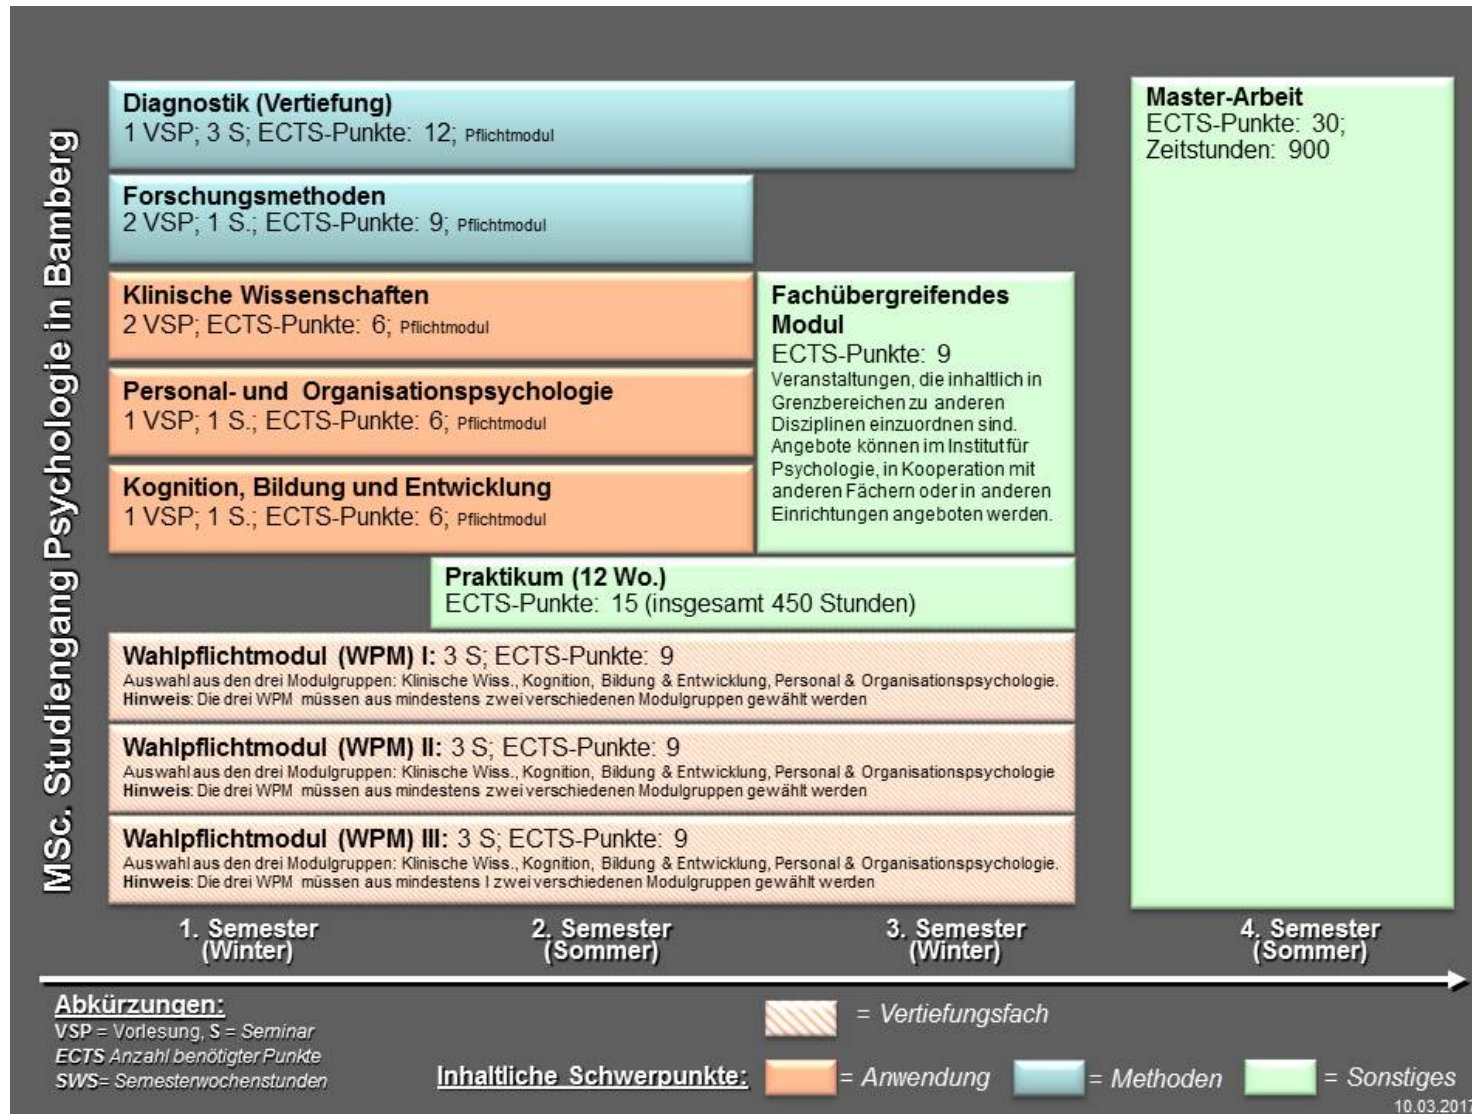 MSc. Studiengang Psychologie in Bamberg
Diagnostik (Vertiefung)
1 VSP; 3 S; ECTS-Punkte: 12; Pflichtmodul
Forschungsmethoden
2 VSP; 1 S.; ECTS-Punkte: 9; Pflichtmodul
Klinische Wissenschaften
2 VSP; ECTS-Punkte: 6; Pflichtmodul
Personal- und Organisationspsychologie
1 VSP; 1 S.; ECTS-Punkte: 6; Pflichtmodul
Kognition, Bildung und Entwicklung
1 VSP; 1 S.; ECTS-Punkte: 6; Pflichtmodul
Fachübergreifendes
Modul
ECTS-Punkte: 9
Veranstaltungen, die inhaltlich in
Grenzbereichen zu anderen
Disziplinen einzuordnen sind.
Angebote können im Institut für
Psychologie, in Kooperation mit
anderen Fächern oder in anderen
Einrichtungen angeboten werden.
Praktikum (12 Wo.)
ECTS-Punkte: 15 (insgesamt 450 Stunden)
Wahlpflichtmodul (WPM) I: 3 S; ECTS-Punkte: 9
Auswahl aus den drei Modulgruppen: Klinische Wiss., Kognition, Bildung & Entwicklung, Personal & Organisationspsychologie.
Hinweis: Die drei WPM müssen aus mindestens zwei verschiedenen Modulgruppen gewählt werden
Wahlpflichtmodul (WPM) II: 3 S; ECTS-Punkte: 9
Auswahl aus den drei Modulgruppen: Klinische Wiss., Kognition, Bildung & Entwicklung, Personal & Organisationspsychologie
Hinweis: Die drei WPM müssen aus mindestens zwei verschiedenen Modulgruppen gewählt werden
Wahlpflichtmodul (WPM) III: 3 S; ECTS-Punkte: 9
Auswahl aus den drei Modulgruppen: Klinische Wiss., Kognition, Bildung & Entwicklung, Personal & Organisationspsychologie.
Hinweis: Die drei WPM müssen aus mindestens I zwei verschiedenen Modulgruppen gewählt werden
Master-Arbeit
ECTS-Punkte: 30;
Zeitstunden: 900
1. Semester
(Winter)
2. Semester
(Sommer)
3. Semester
(Winter)
4. Semester
(Sommer)
Abkürzungen:
VSP = Vorlesung, S = Seminar
ECTS Anzahl benötigter Punkte
SWS= Semesterwochenstunden
= Vertiefungsfach
Inhaltliche Schwerpunkte: = Anwendung = Methoden = Sonstiges
10.03.2017